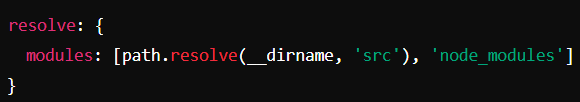 resolve: {
  modules: [path.resolve(__dirname, 'src'), 'node_modules']
}